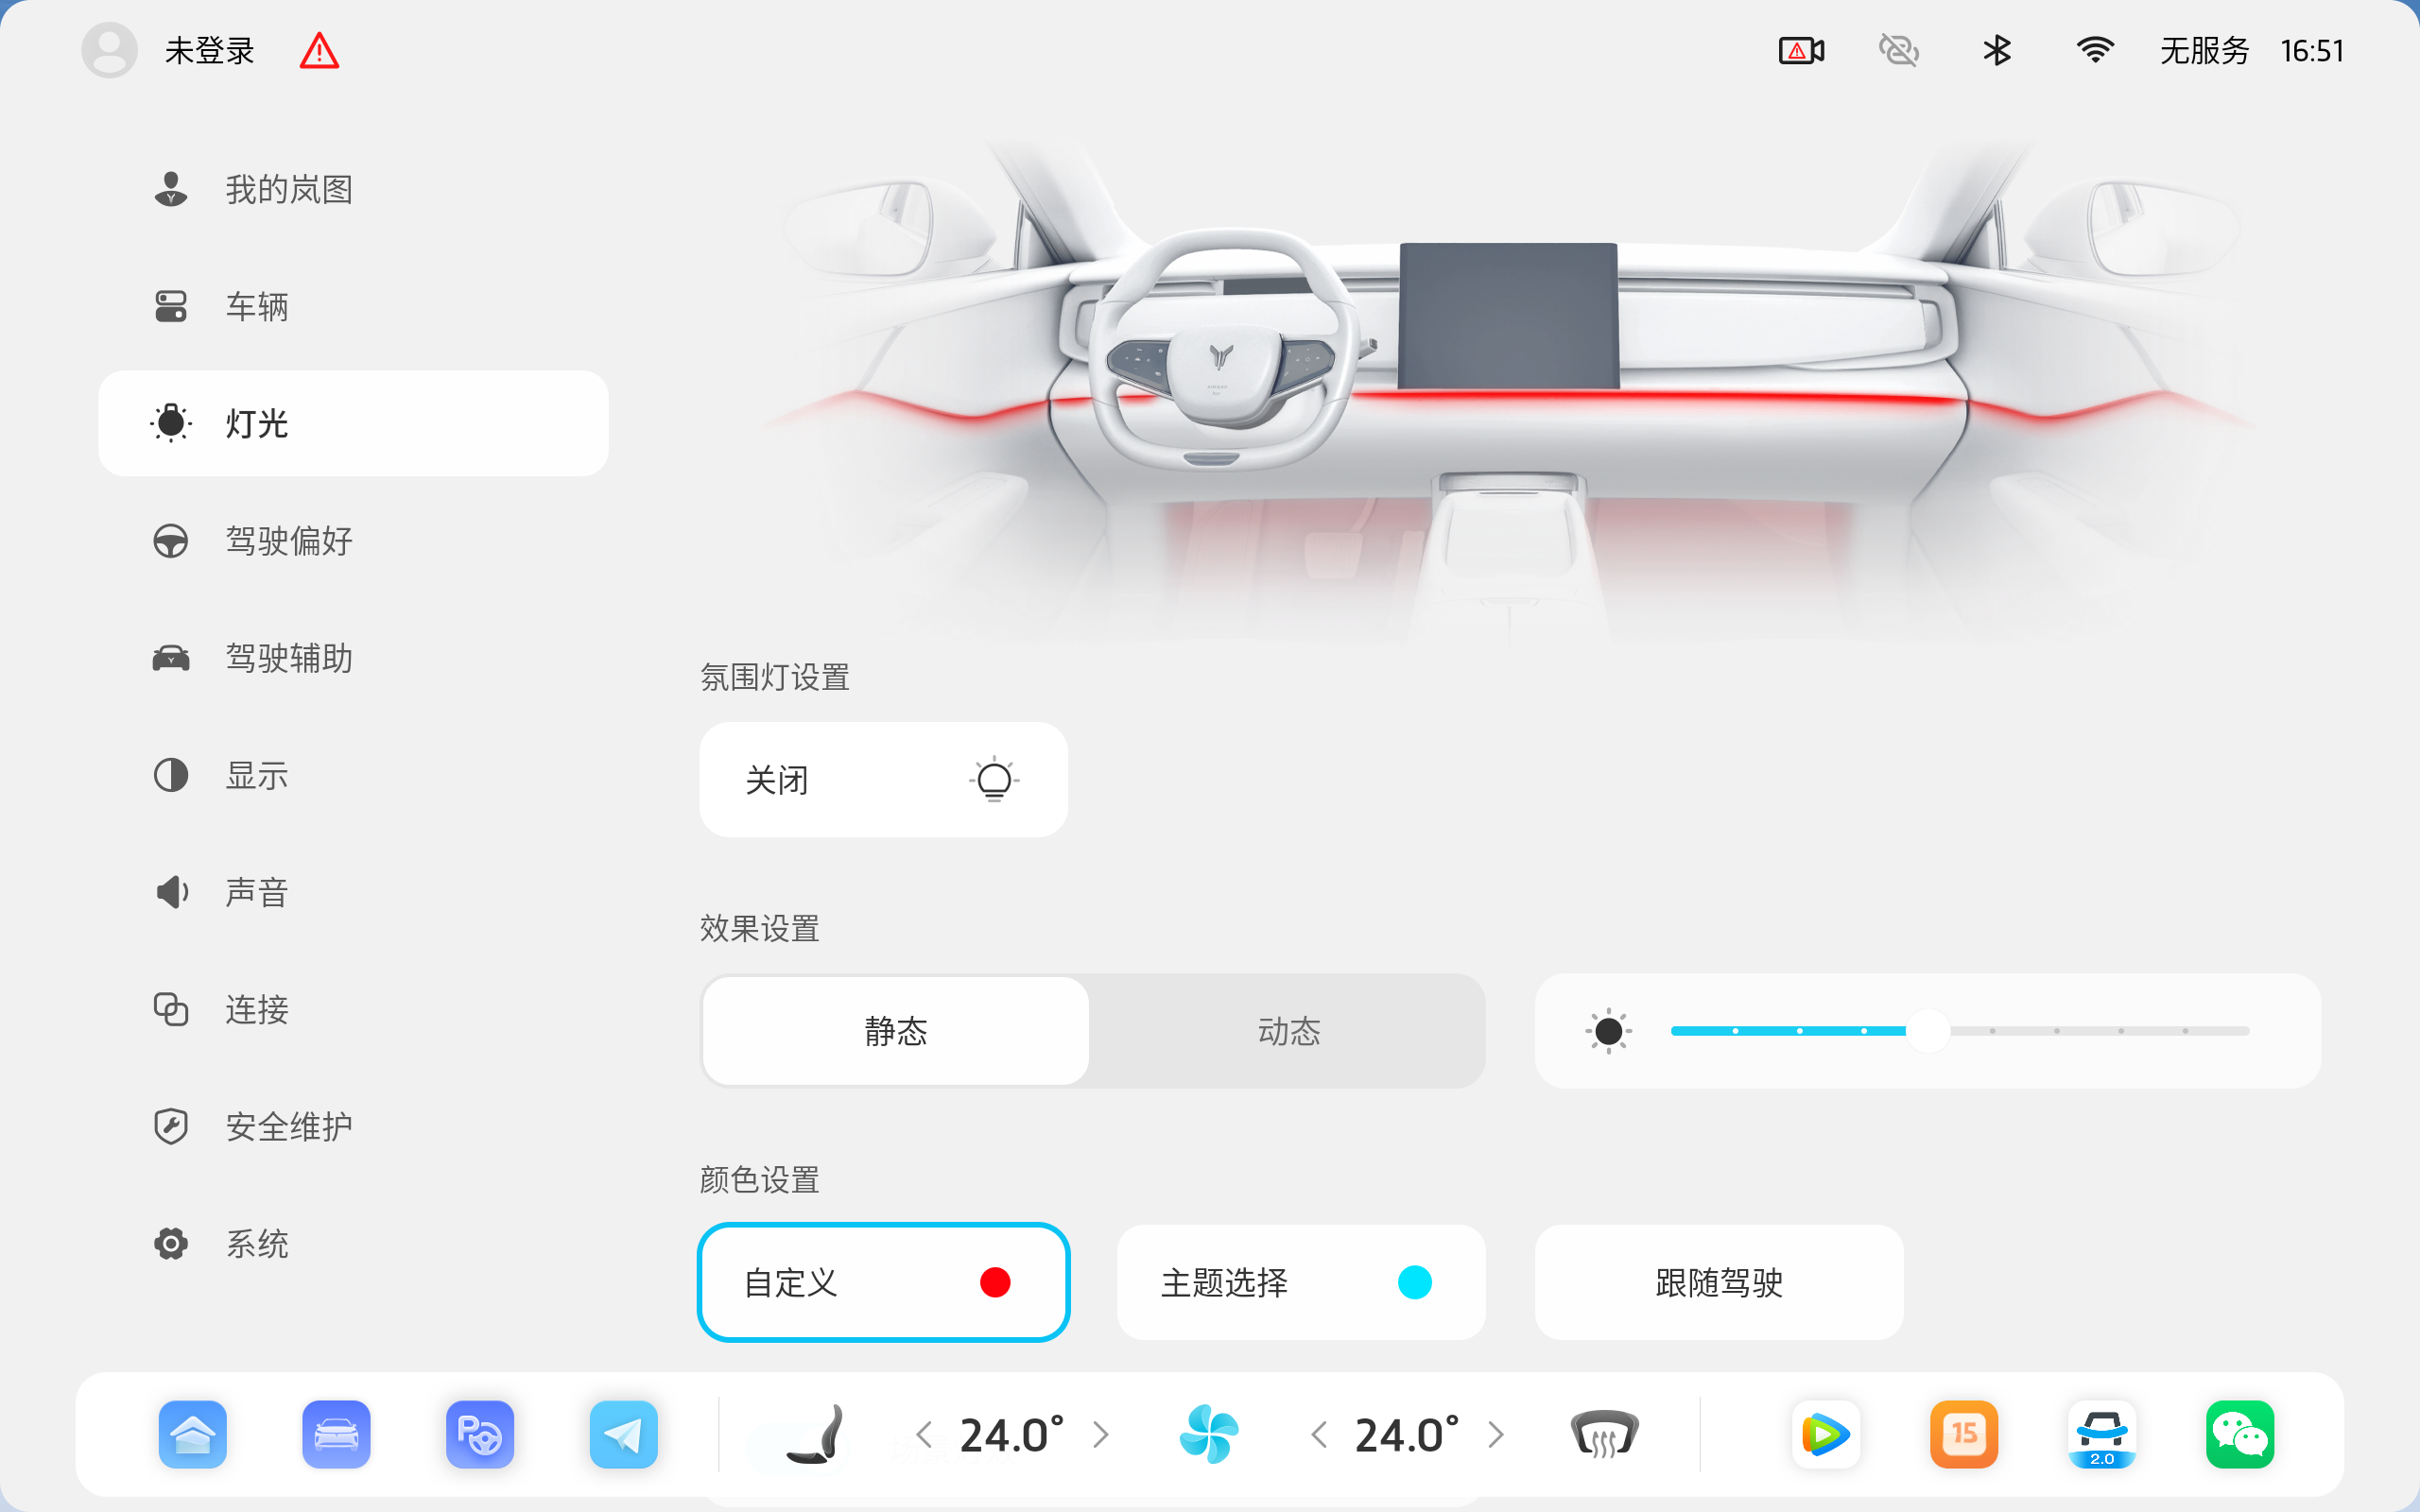 未登录
无服务 16:51
我的岚图
车辆
灯光
驾驶偏好
驾驶辅助
显示
声音
连接
安全维护
系统
氛围灯设置
关闭
效果设置
静态 动态
颜色设置
自定义 主题选择 跟随驾驶
P 24.0° 24.0° 15 2.0